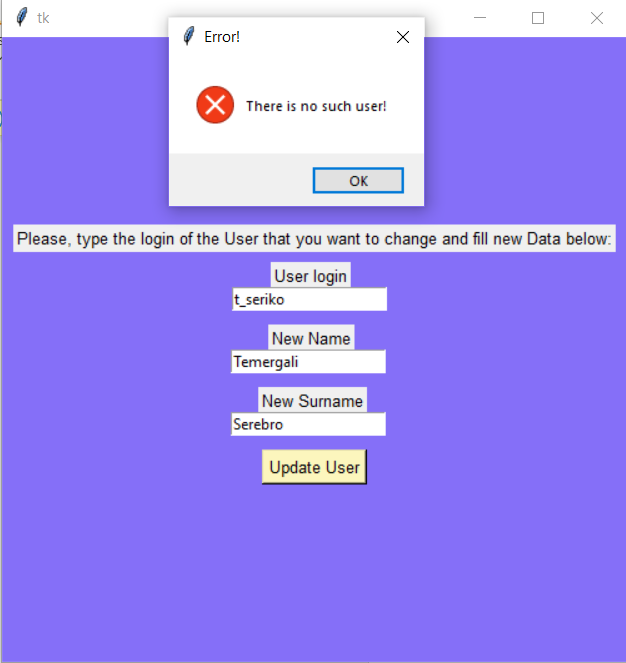 tk
Error!
There is no such user!
OK
Please, type the login of the User that you want to change and fill new Data below:
User login
t_seriko
New Name
Temergali
New Surname
Serebro
Update User